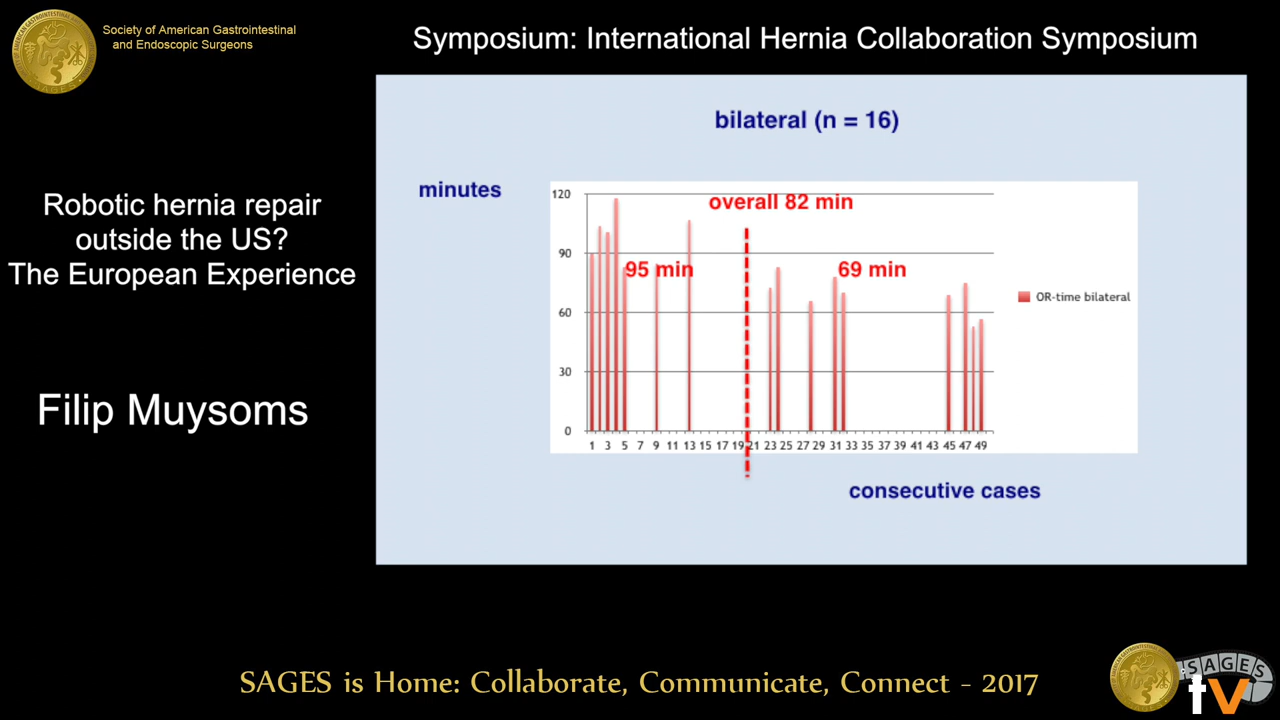 Society of American Gastrointestinal
and Endoscopic Surgeons
Symposium: International Hernia Collaboration Symposium
Robotic hernia repair
outside the US?
The European Experience
Filip Muysoms
bilateral (n = 16)
minutes
120
overall 82 min
90
95 min
69 min
60
OR-time bilateral
30
0
1 3 5 7 9 11 13 15 17 19 21 23 25 27 29 31 33 35 37 39 41 43 45 47 49
consecutive cases
SAGES is Home: Collaborate, Communicate, Connect - 2017
SAGES
tv
SAGES